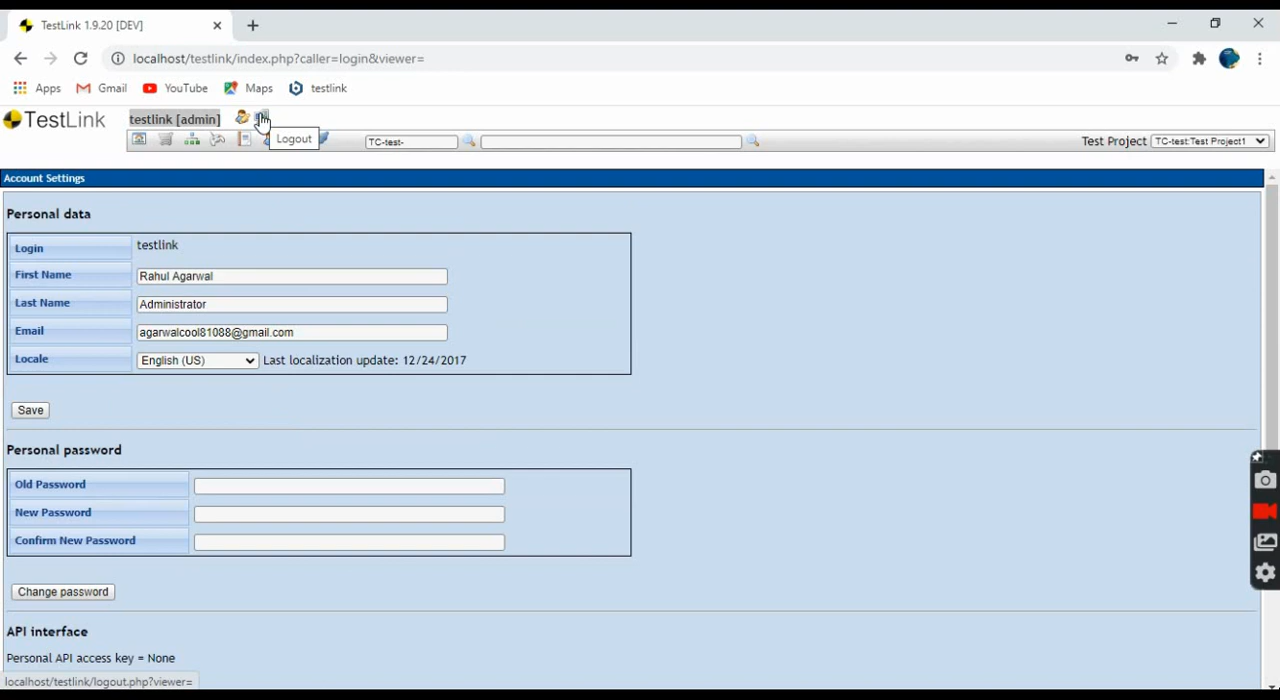 TestLink 1.9.20 [DEV]
localhost/testlink/index.php?caller=login&viewer=
Apps Gmail YouTube Maps testlink
TestLink testlink [admin]
Logout
TC-test- Test Project TC-test:Test Project1
Account Settings
Personal data
Login testlink
First Name Rahul Agarwal
Last Name Administrator
Email agarwalcool81088@gmail.com
Locale English (US) Last localization update: 12/24/2017
Save
Personal password
Old Password
New Password
Confirm New Password
Change password
API interface
Personal API access key = None
localhost/testlink/logout.php?viewer=